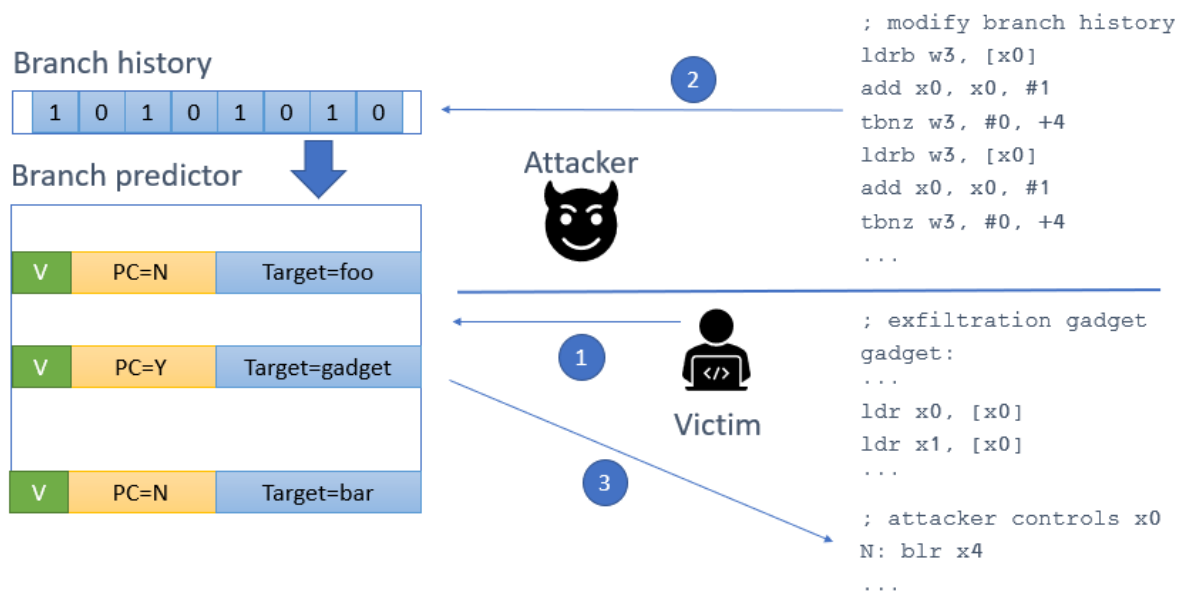 Branch history
1 0 1 0 1 0 1 0
Branch predictor
V PC=N Target=foo
V PC=Y Target=gadget
V PC=N Target=bar
2
Attacker
1
</>
Victim
3
; modify branch history
ldrb w3, [x0]
add x0, x0, #1
tbnz w3, #0, +4
ldrb w3, [x0]
add x0, x0, #1
tbnz w3, #0, +4
...
; exfiltration gadget
gadget:
...
ldr x0, [x0]
ldr x1, [x0]
...
; attacker controls x0
N: blr x4
...